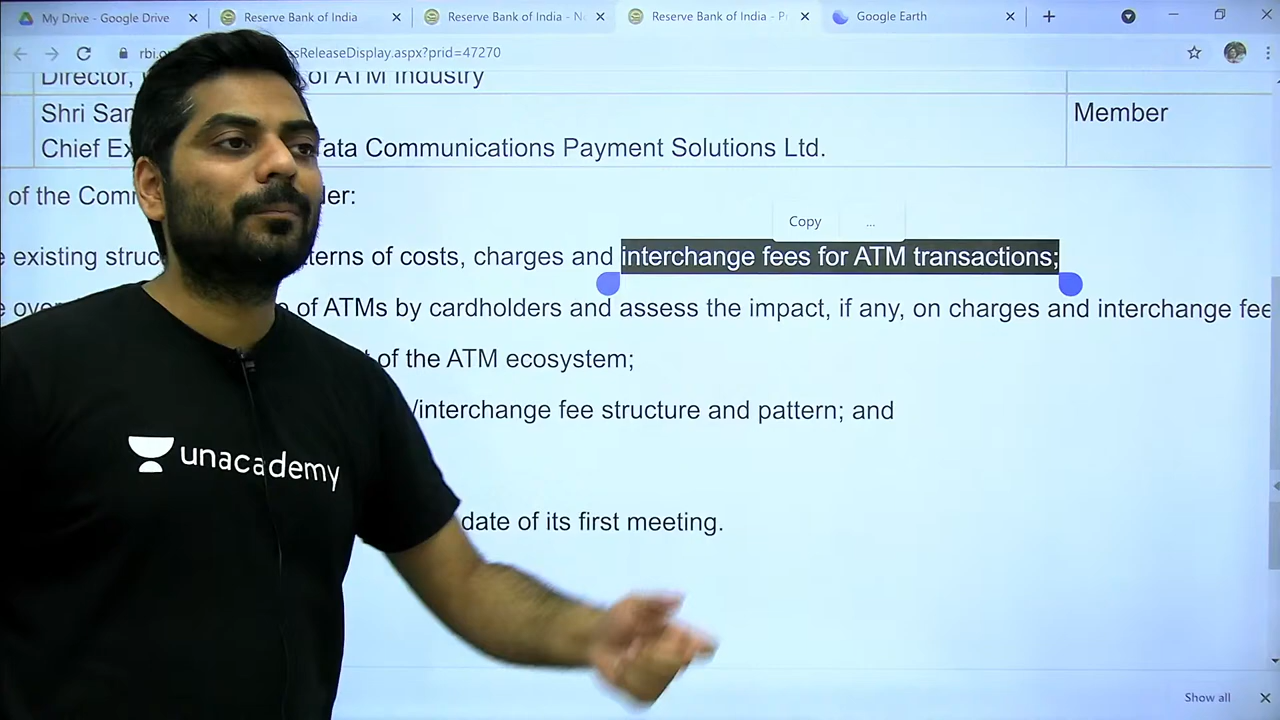 My Drive - Google Drive
Reserve Bank of India
Reserve Bank of India - N
Reserve Bank of India - P
Google Earth
ssReleaseDisplay.aspx?prid=47270
Director, of ATM Industry
Shri San
Member
Chief Ex Tata Communications Payment Solutions Ltd.
of the Com der:
e existing struc terns of costs, charges and interchange fees for ATM transactions;
Copy ...
e ove of ATMs by cardholders and assess the impact, if any, on charges and interchange fee
of the ATM ecosystem;
/interchange fee structure and pattern; and
date of its first meeting.
unacademy
Show all